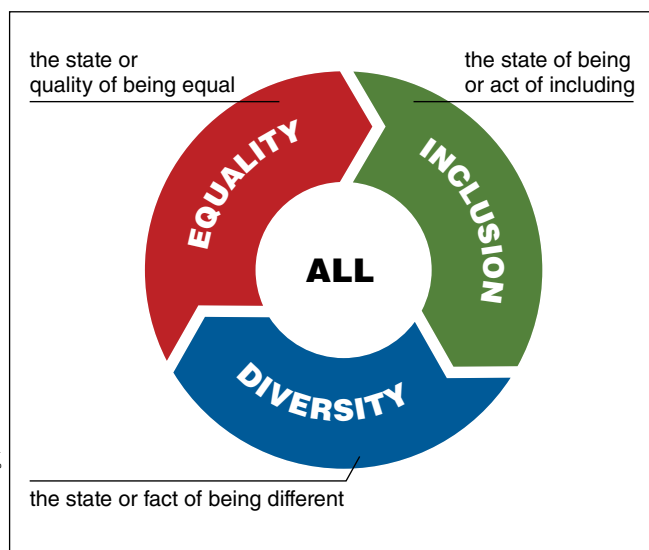 the state or
quality of being equal
the state of being
or act of including
EQUALITY
INCLUSION
ALL
DIVERSITY
the state or fact of being different